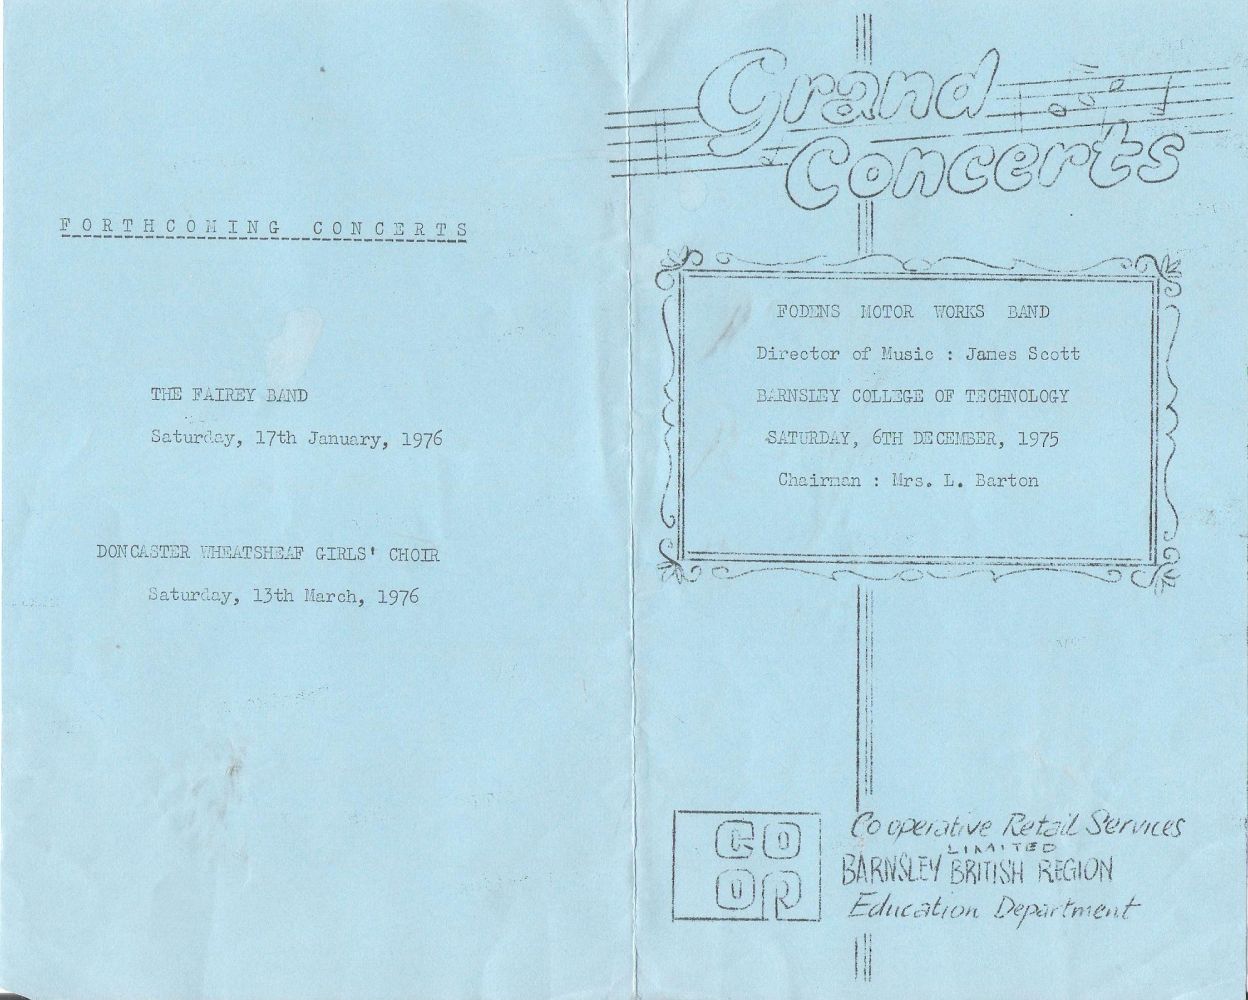 FORTHCOMING CONCERTS
THE FAIREY BAND
Saturday, 17th January, 1976
DONCASTER WHEATSHEAF GIRLS' CHOIR
Saturday, 13th March, 1976
Grand
Concerts
FODENS MOTOR WORKS BAND
Director of Music : James Scott
BARNSLEY COLLEGE OF TECHNOLOGY
SATURDAY, 6TH DECEMBER, 1975
Chairman : Mrs. L. Barton
CO
OP
Cooperative Retail Services
LIMITED
BARNSLEY BRITISH REGION
Education Department